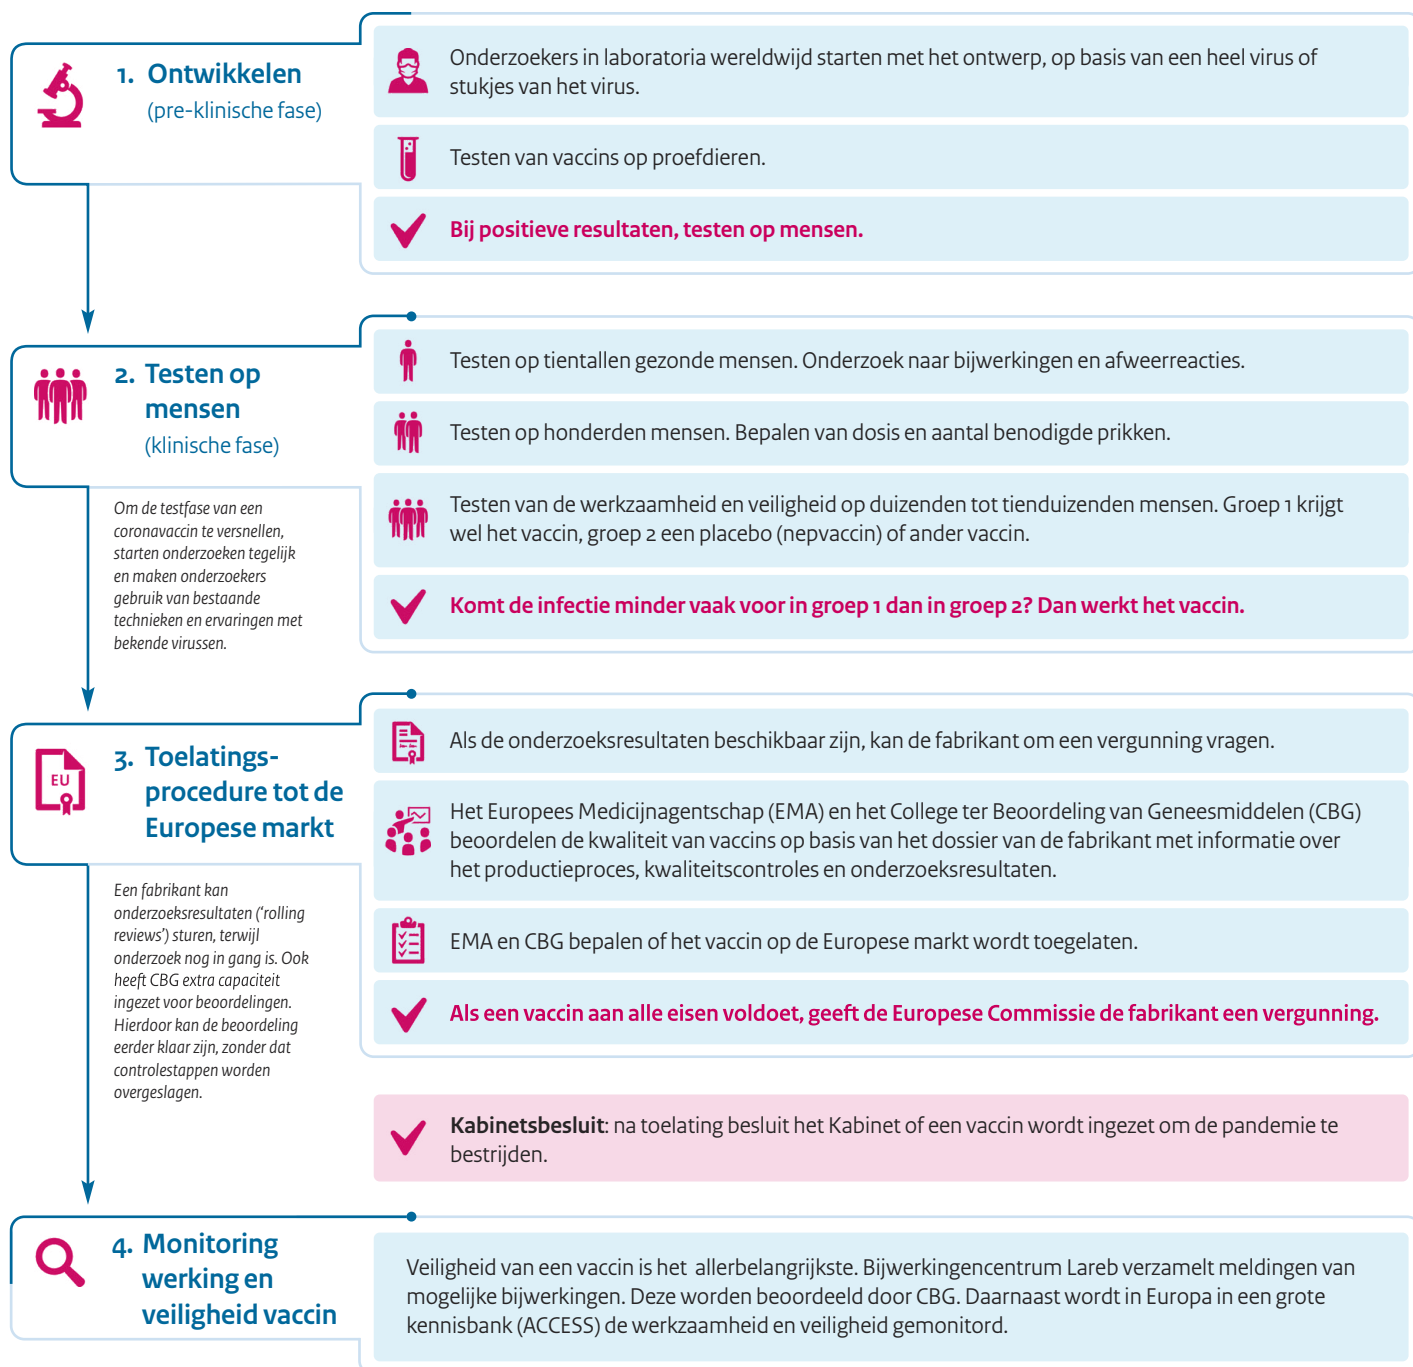 1. Ontwikkelen
(pre-klinische fase)
Onderzoekers in laboratoria wereldwijd starten met het ontwerp, op basis van een heel virus of
stukjes van het virus.
Testen van vaccins op proefdieren.
Bij positieve resultaten, testen op mensen.
2. Testen op
mensen
(klinische fase)
Om de testfase van een
coronavaccin te versnellen,
starten onderzoeken tegelijk
en maken onderzoekers
gebruik van bestaande
technieken en ervaringen met
bekende virussen.
Testen op tientallen gezonde mensen. Onderzoek naar bijwerkingen en afweerreacties.
Testen op honderden mensen. Bepalen van dosis en aantal benodigde prikken.
Testen van de werkzaamheid en veiligheid op duizenden tot tienduizenden mensen. Groep 1 krijgt
wel het vaccin, groep 2 een placebo (nepvaccin) of ander vaccin.
Komt de infectie minder vaak voor in groep 1 dan in groep 2? Dan werkt het vaccin.
EU
3. Toelatings-
procedure tot de
Europese markt
Een fabrikant kan
onderzoeksresultaten (‘rolling
reviews’) sturen, terwijl
onderzoek nog in gang is. Ook
heeft CBG extra capaciteit
ingezet voor beoordelingen.
Hierdoor kan de beoordeling
eerder klaar zijn, zonder dat
controlestappen worden
overgeslagen.
Als de onderzoeksresultaten beschikbaar zijn, kan de fabrikant om een vergunning vragen.
Het Europees Medicijnagentschap (EMA) en het College ter Beoordeling van Geneesmiddelen (CBG)
beoordelen de kwaliteit van vaccins op basis van het dossier van de fabrikant met informatie over
het productieproces, kwaliteitscontroles en onderzoeksresultaten.
EMA en CBG bepalen of het vaccin op de Europese markt wordt toegelaten.
Als een vaccin aan alle eisen voldoet, geeft de Europese Commissie de fabrikant een vergunning.
Kabinetsbesluit: na toelating besluit het Kabinet of een vaccin wordt ingezet om de pandemie te
bestrijden.
4. Monitoring
werking en
veiligheid vaccin
Veiligheid van een vaccin is het allerbelangrijkste. Bijwerkingencentrum Lareb verzamelt meldingen van
mogelijke bijwerkingen. Deze worden beoordeeld door CBG. Daarnaast wordt in Europa in een grote
kennisbank (ACCESS) de werkzaamheid en veiligheid gemonitord.